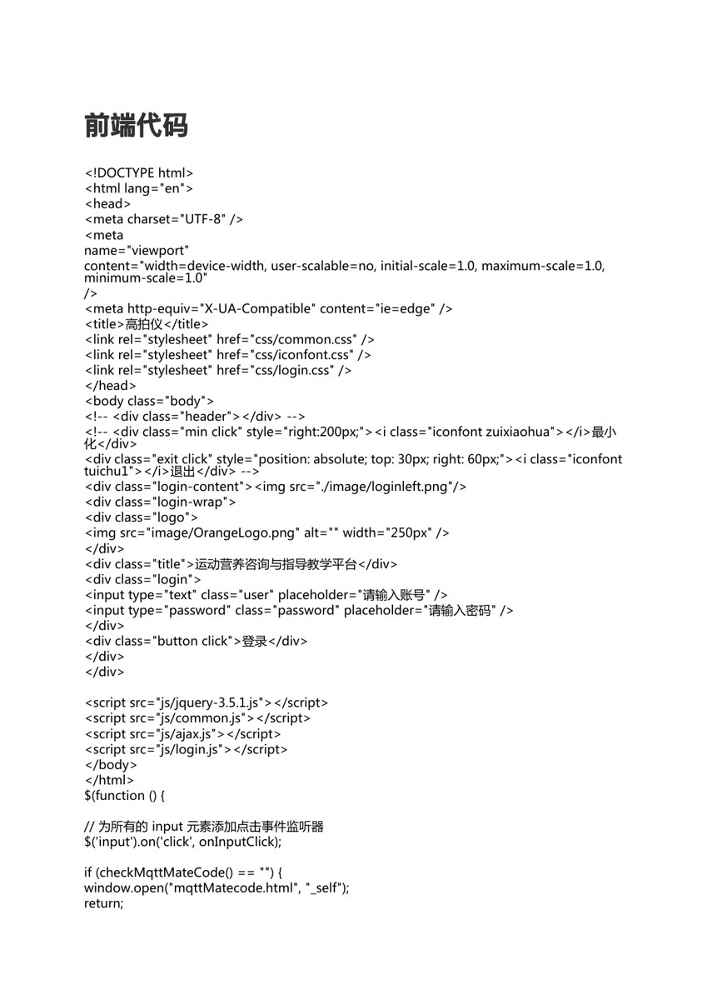 前端代码
<!DOCTYPE html>
<html lang="en">
<head>
<meta charset="UTF-8" />
<meta
name="viewport"
content="width=device-width, user-scalable=no, initial-scale=1.0, maximum-scale=1.0,
minimum-scale=1.0"
/>
<meta http-equiv="X-UA-Compatible" content="ie=edge" />
<title>高拍仪</title>
<link rel="stylesheet" href="css/common.css" />
<link rel="stylesheet" href="css/iconfont.css" />
<link rel="stylesheet" href="css/login.css" />
</head>
<body class="body">
<!-- <div class="header"></div> -->
<!-- <div class="min click" style="right:200px;"><i class="iconfont zuixiaohua"></i>最小
化</div>
<div class="exit click" style="position: absolute; top: 30px; right: 60px;"><i class="iconfont
tuichu1"></i>退出</div> -->
<div class="login-content"><img src="./image/loginleft.png"/>
<div class="login-wrap">
<div class="logo">
<img src="image/OrangeLogo.png" alt="" width="250px" />
</div>
<div class="title">运动营养咨询与指导教学平台</div>
<div class="login">
<input type="text" class="user" placeholder="请输入账号" />
<input type="password" class="password" placeholder="请输入密码" />
</div>
<div class="button click">登录</div>
</div>
</div>
<script src="js/jquery-3.5.1.js"></script>
<script src="js/common.js"></script>
<script src="js/ajax.js"></script>
<script src="js/login.js"></script>
</body>
</html>
$(function () {
// 为所有的 input 元素添加点击事件监听器
$('input').on('click', onInputClick);
if (checkMqttMateCode() == "") {
window.open("mqttMatecode.html", "_self");
return;